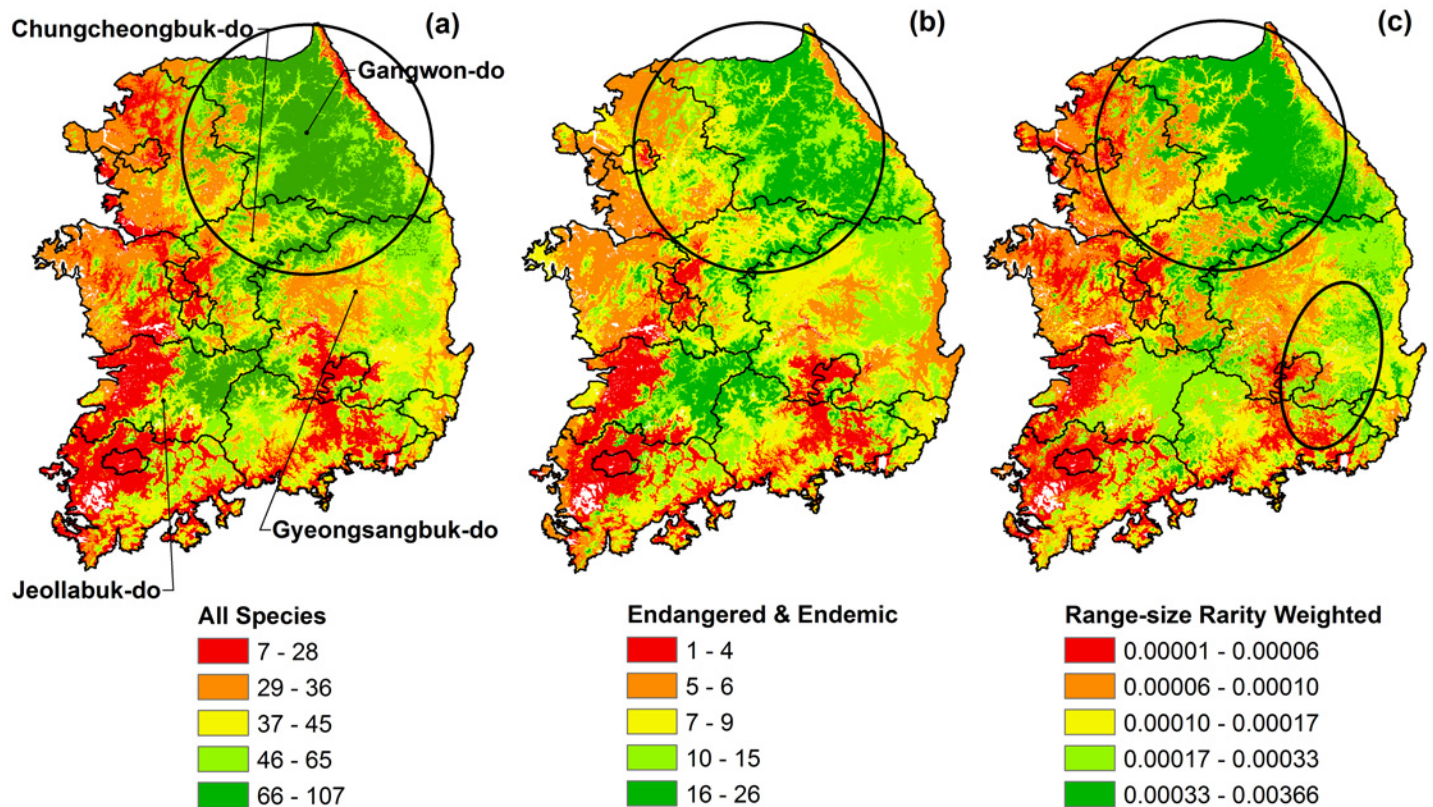 Chungcheongbuk-do
(a)
(b)
(c)
Gangwon-do
Gyeongsangbuk-do
Jeollabuk-do
All Species
7 - 28
29 - 36
37 - 45
46 - 65
66 - 107
Endangered & Endemic
1 - 4
5 - 6
7 - 9
10 - 15
16 - 26
Range-size Rarity Weighted
0.00001 - 0.00006
0.00006 - 0.00010
0.00010 - 0.00017
0.00017 - 0.00033
0.00033 - 0.00366